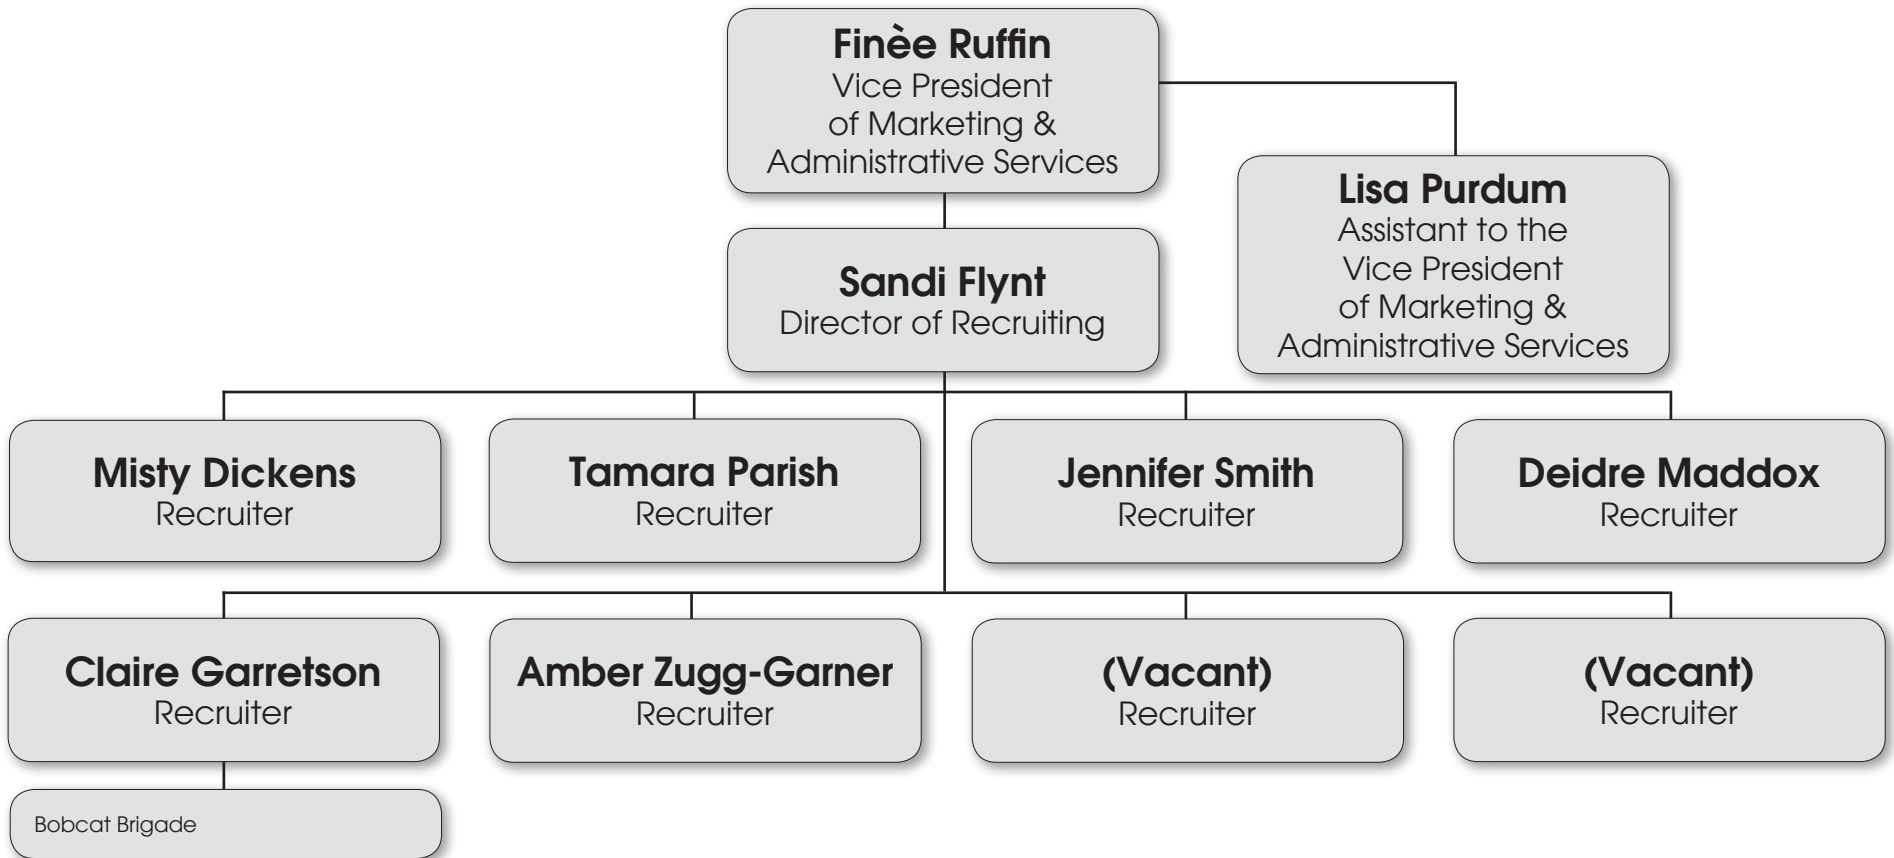 Finèe Ruffin
Vice President
of Marketing &
Administrative Services
Lisa Purdum
Assistant to the
Vice President
of Marketing &
Administrative Services
Sandi Flynt
Director of Recruiting
Misty Dickens
Recruiter
Tamara Parish
Recruiter
Jennifer Smith
Recruiter
Deidre Maddox
Recruiter
Claire Garretson
Recruiter
Amber Zugg-Garner
Recruiter
(Vacant)
Recruiter
(Vacant)
Recruiter
Bobcat Brigade